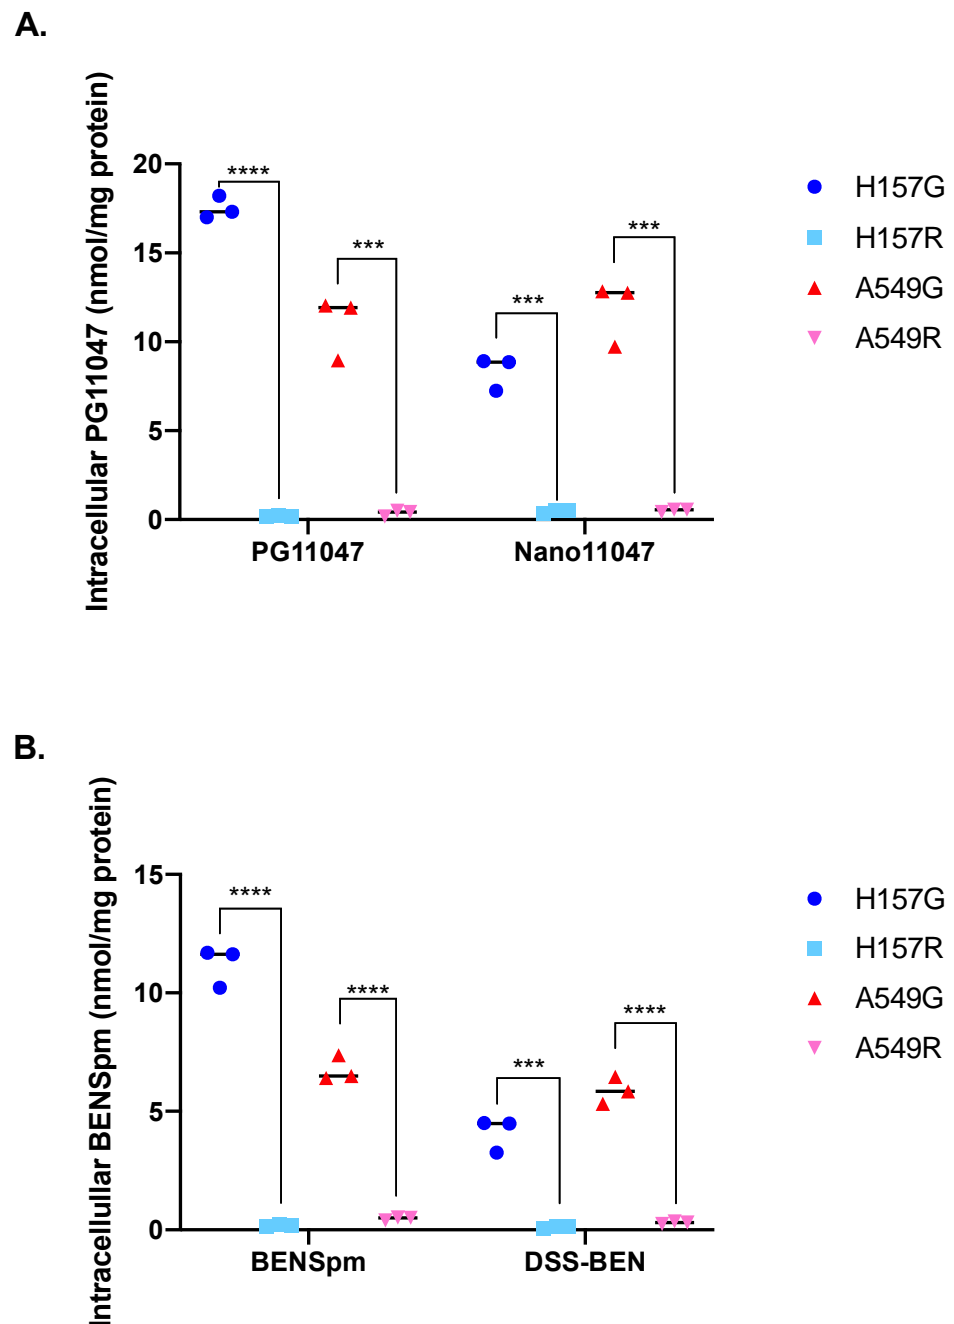 A.
Intracellular PG11047 (nmol/mg protein)
20
15
10
5
0
****
***
***
***
PG11047
Nano11047
H157G
H157R
A549G
A549R
B.
Intracellullar BENSpm (nmol/mg protein)
15
10
5
0
****
****
***
****
BENSpm
DSS-BEN
H157G
H157R
A549G
A549R